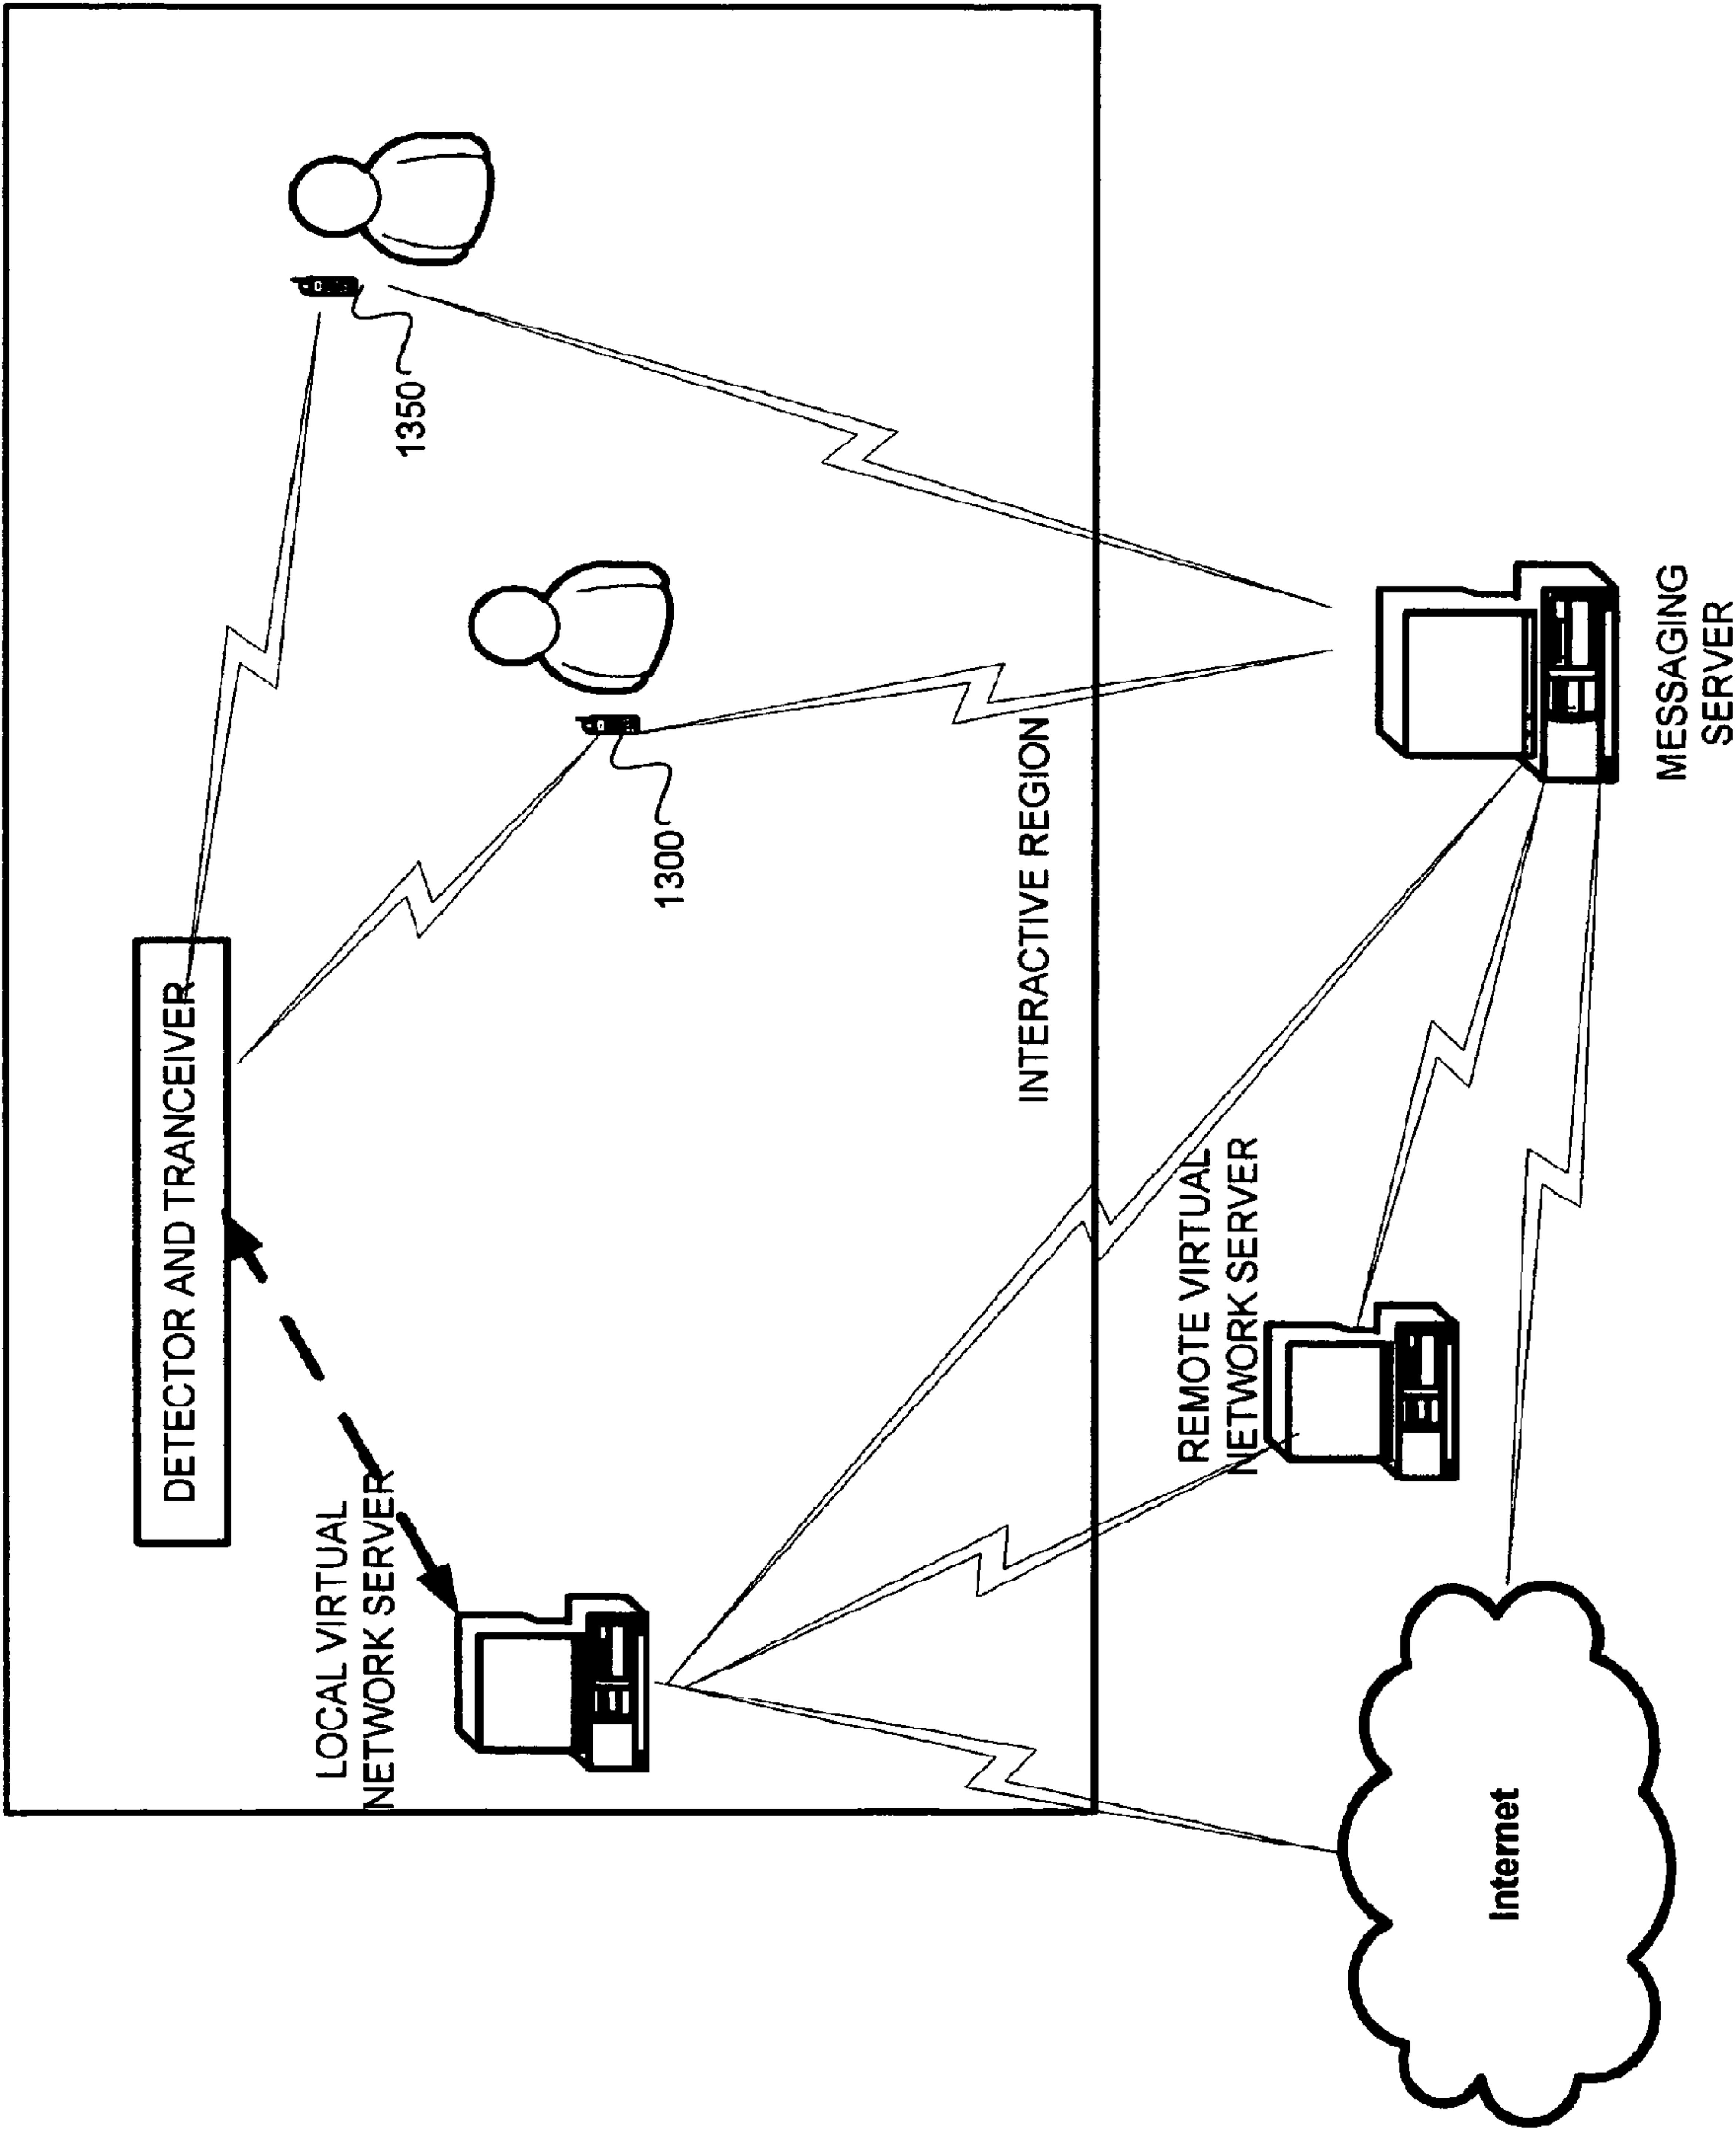 DETECTOR AND TRANCEIVER
LOCAL VIRTUAL
NETWORK SERVER
1350
1300
INTERACTIVE REGION
REMOTE VIRTUAL
NETWORK SERVER
Internet
MESSAGING
SERVER